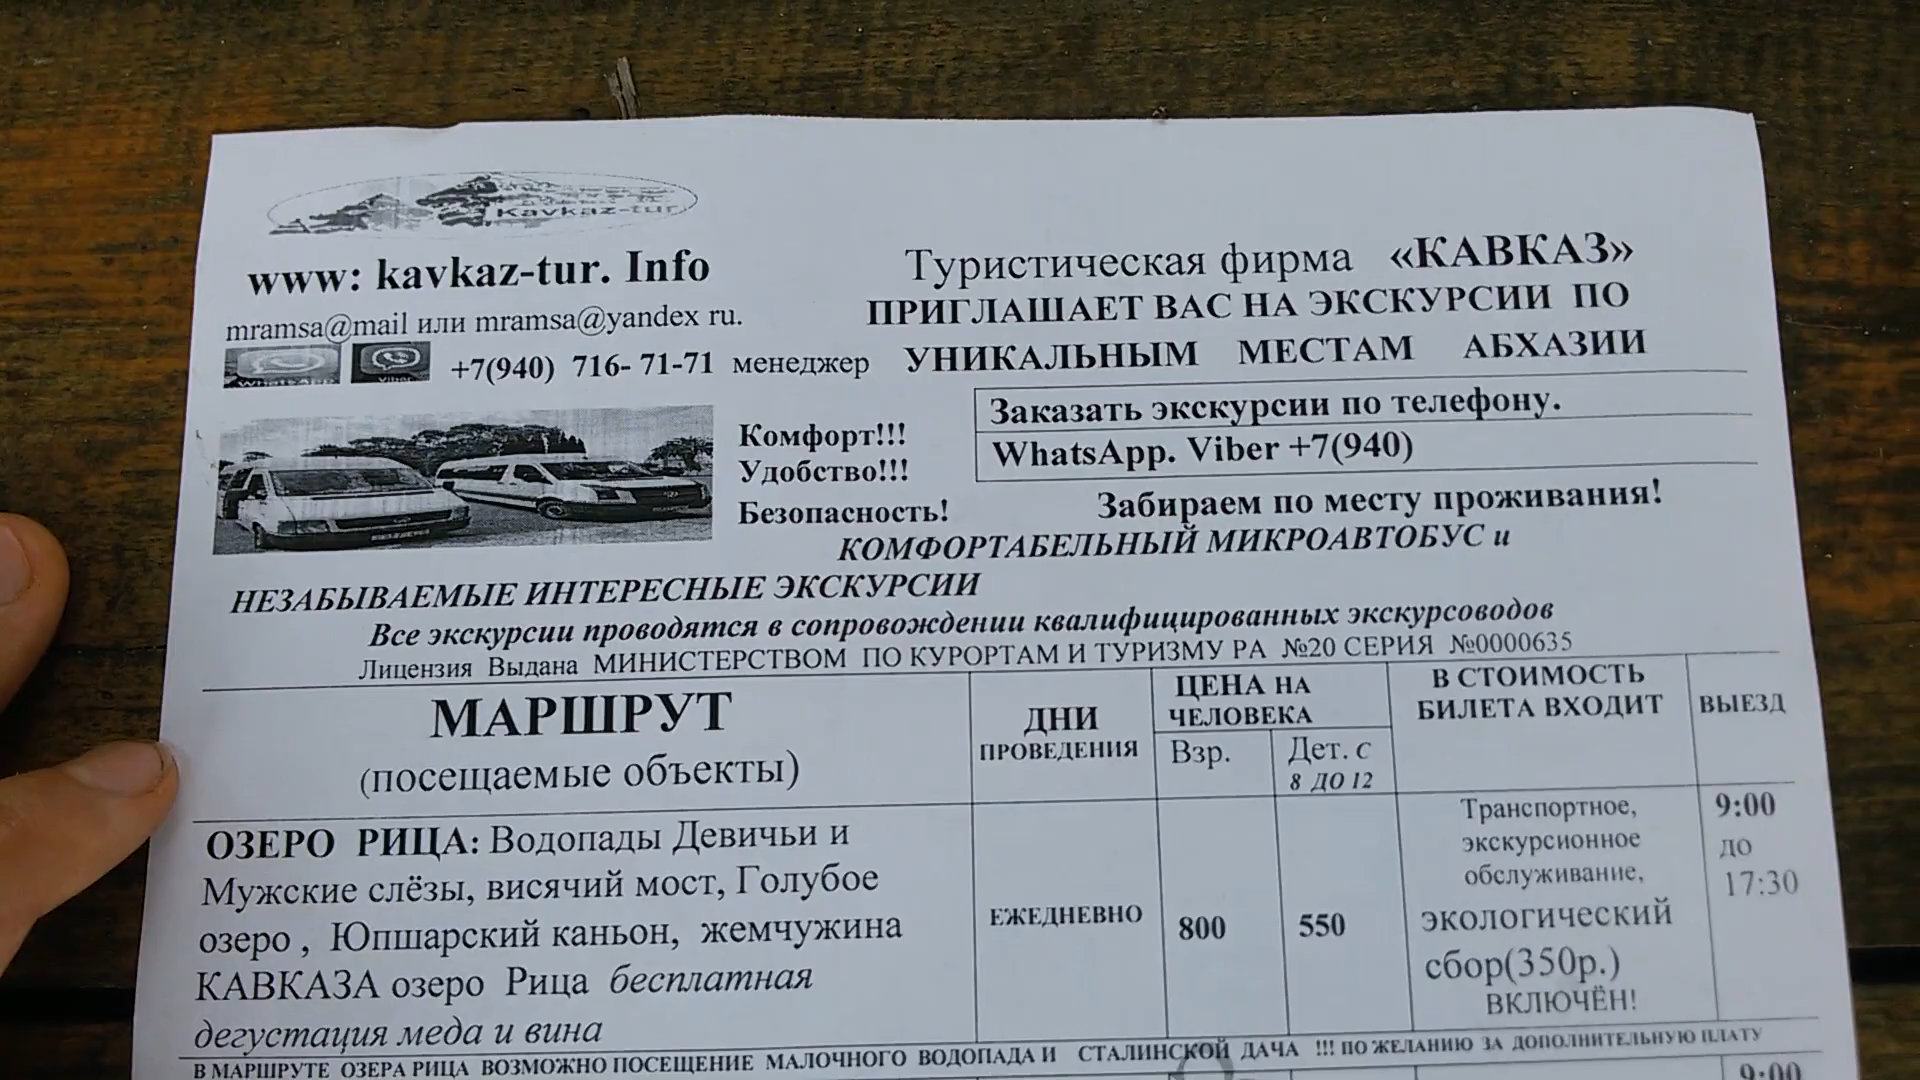 Kavkaz-tur
www: kavkaz-tur. Info
mramsa@mail или mramsa@yandex ru.
WhatsApp Viber
+7(940) 716- 71-71 менеджер
Туристическая фирма «КАВКАЗ»
ПРИГЛАШАЕТ ВАС НА ЭКСКУРСИИ ПО
УНИКАЛЬНЫМ МЕСТАМ АБХАЗИИ
Заказать экскурсии по телефону.
WhatsApp. Viber +7(940)
Комфорт!!!
Удобство!!!
Безопасность!
Забираем по месту проживания!
КОМФОРТАБЕЛЬНЫЙ МИКРОАВТОБУС и
НЕЗАБЫВАЕМЫЕ ИНТЕРЕСНЫЕ ЭКСКУРСИИ
Все экскурсии проводятся в сопровождении квалифицированных экскурсоводов
Лицензия Выдана МИНИСТЕРСТВОМ ПО КУРОРТАМ И ТУРИЗМУ РА №20 СЕРИЯ №0000635
МАРШРУТ
(посещаемые объекты)
ДНИ
ПРОВЕДЕНИЯ
ЦЕНА НА
ЧЕЛОВЕКА
Взр.
Дет. с
8 ДО 12
В СТОИМОСТЬ
БИЛЕТА ВХОДИТ
ВЫЕЗД
ОЗЕРО РИЦА: Водопады Девичьи и
Мужские слёзы, висячий мост, Голубое
озеро , Юпшарский каньон, жемчужина
КАВКАЗА озеро Рица бесплатная
дегустация меда и вина
ЕЖЕДНЕВНО
800
550
Транспортное,
экскурсионное
обслуживание,
экологический
сбор(350р.)
ВКЛЮЧЁН!
9:00
до
17:30
В МАРШРУТЕ ОЗЕРА РИЦА ВОЗМОЖНО ПОСЕЩЕНИЕ МАЛОЧНОГО ВОДОПАДА И СТАЛИНСКОЙ ДАЧА !!! ПО ЖЕЛАНИЮ ЗА ДОПОЛНИТЕЛЬНУЮ ПЛАТУ
9:00